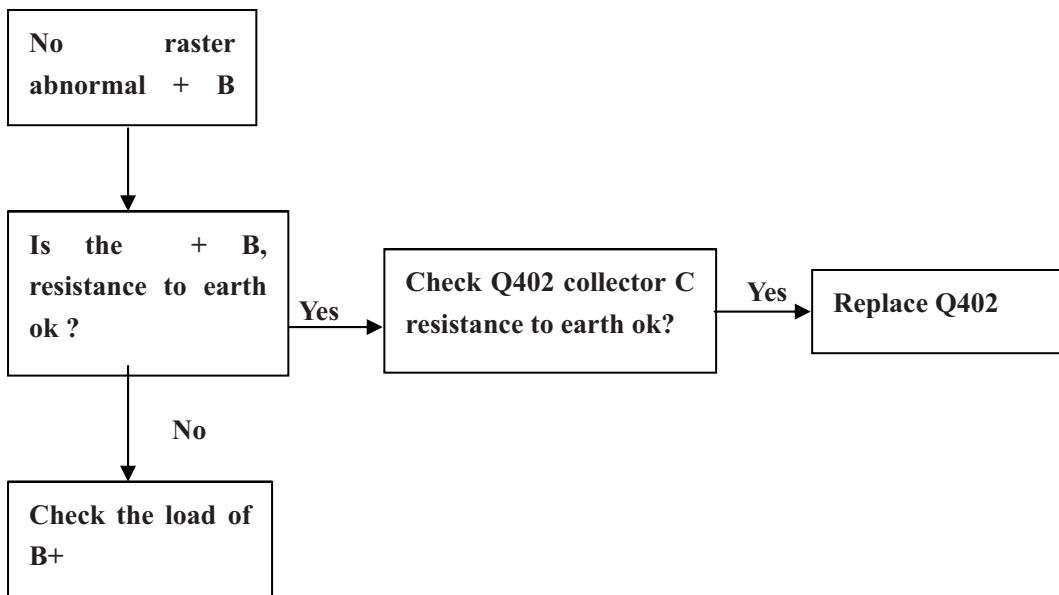 No raster
abnormal + B
Is the + B,
resistance to earth
ok ?
Yes
Check Q402 collector C
resistance to earth ok?
Yes
Replace Q402
No
Check the load of
B+